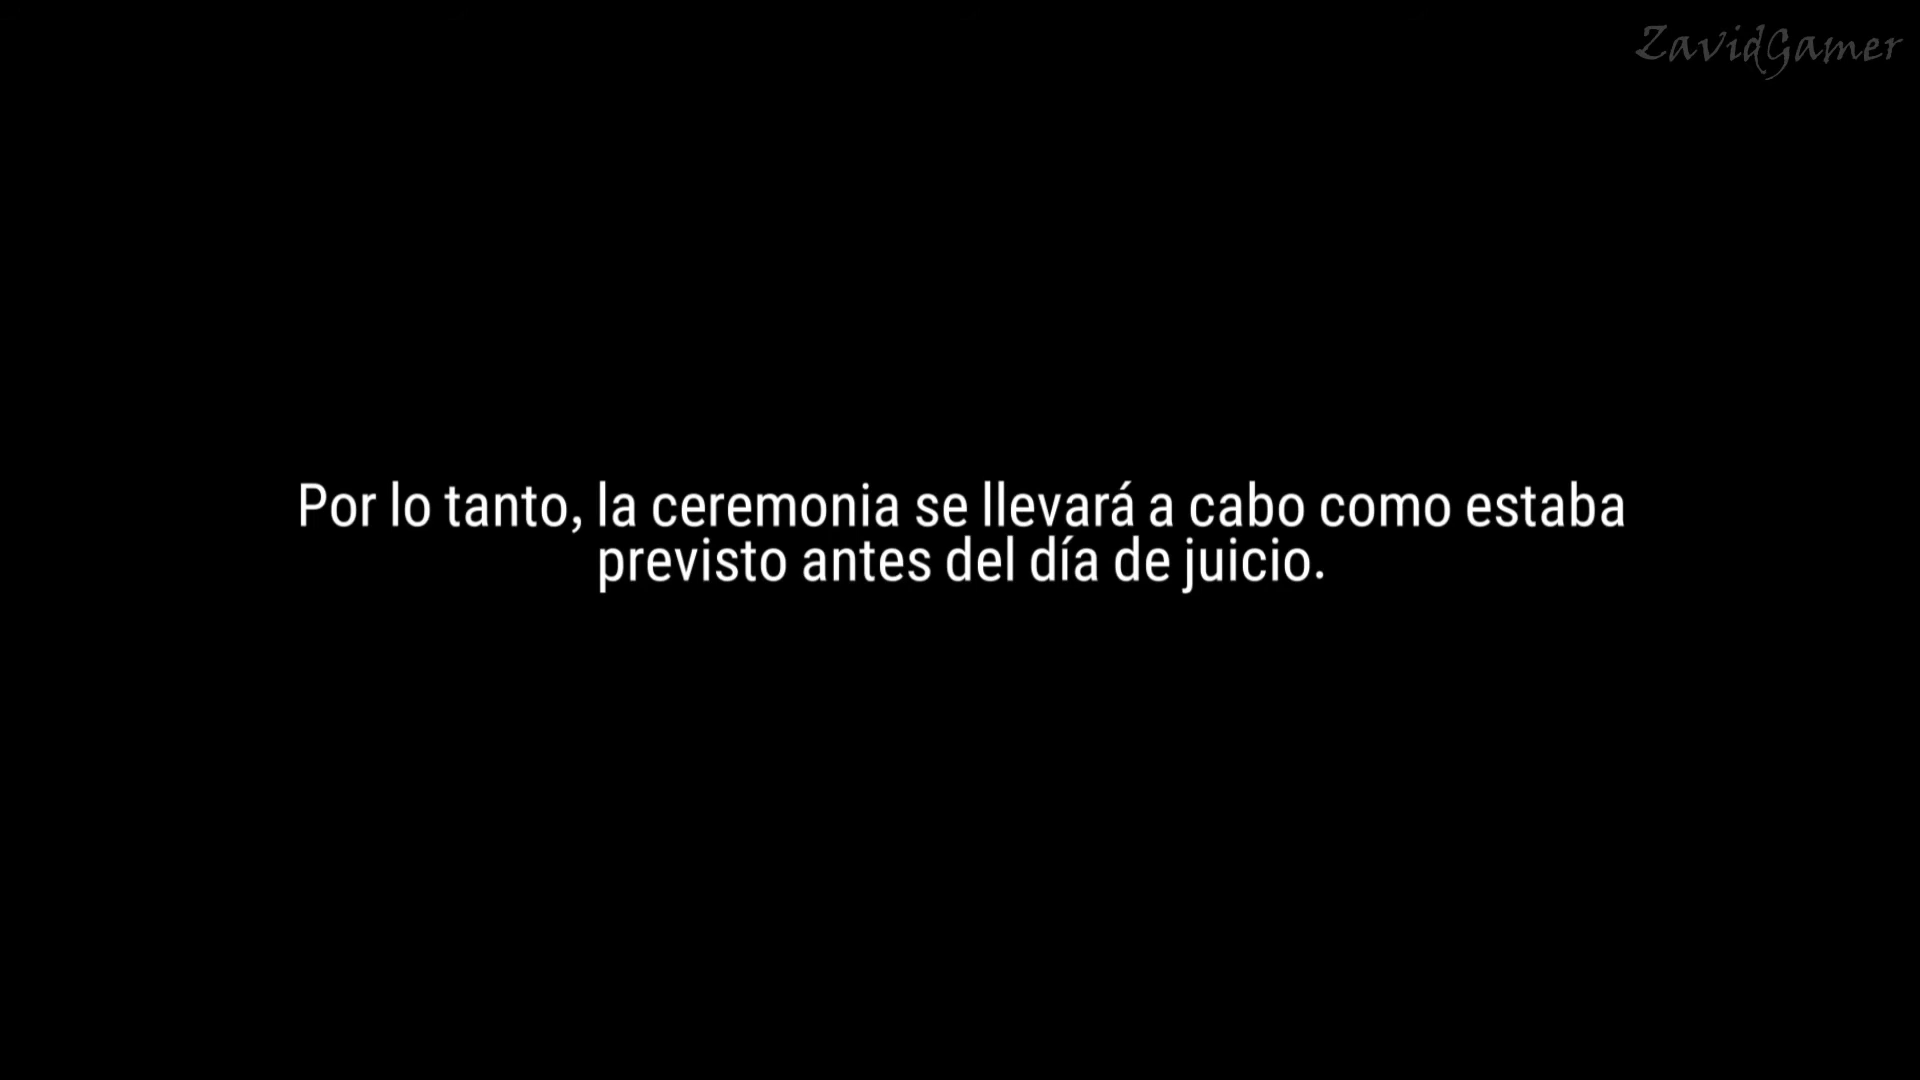 ZavidGamer
Por lo tanto, la ceremonia se llevará a cabo como estaba
previsto antes del día de juicio.